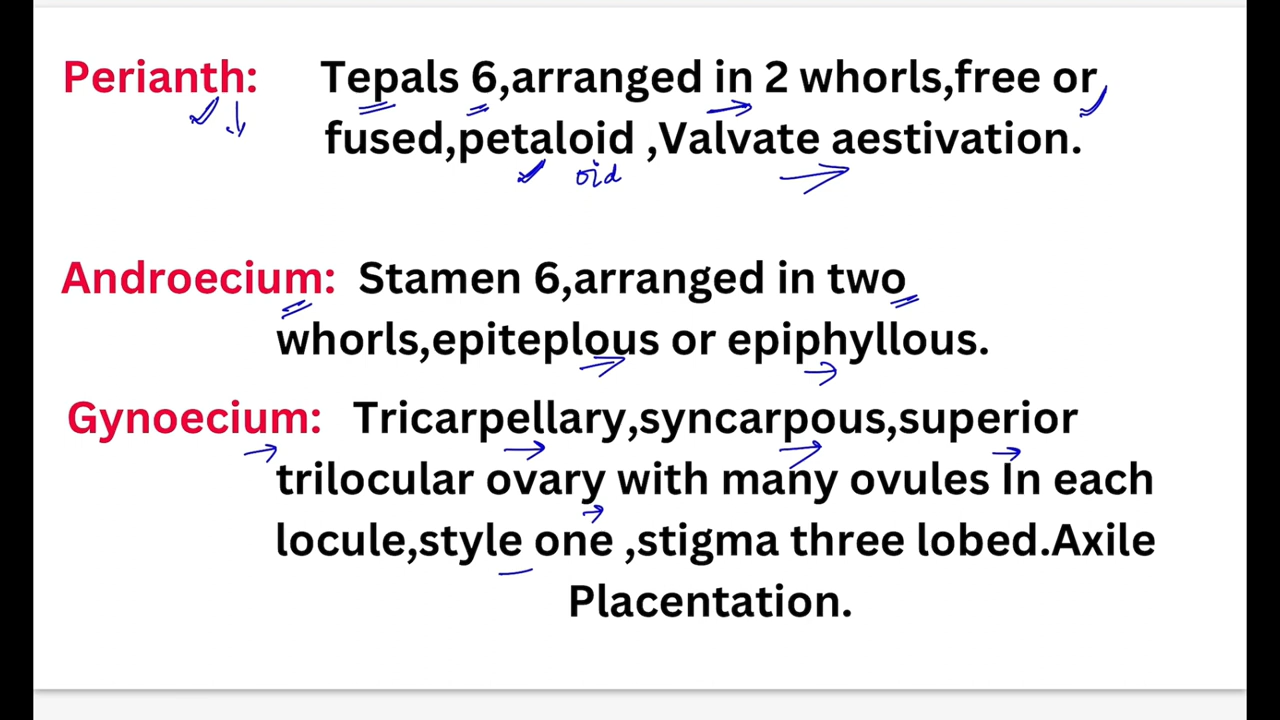 Perianth: Tepals 6,arranged in 2 whorls,free or
fused,petaloid ,Valvate aestivation.
oid
Androecium: Stamen 6,arranged in two
whorls,epiteplous or epiphyllous.
Gynoecium: Tricarpellary,syncarpous,superior
trilocular ovary with many ovules In each
locule,style one ,stigma three lobed.Axile
Placentation.